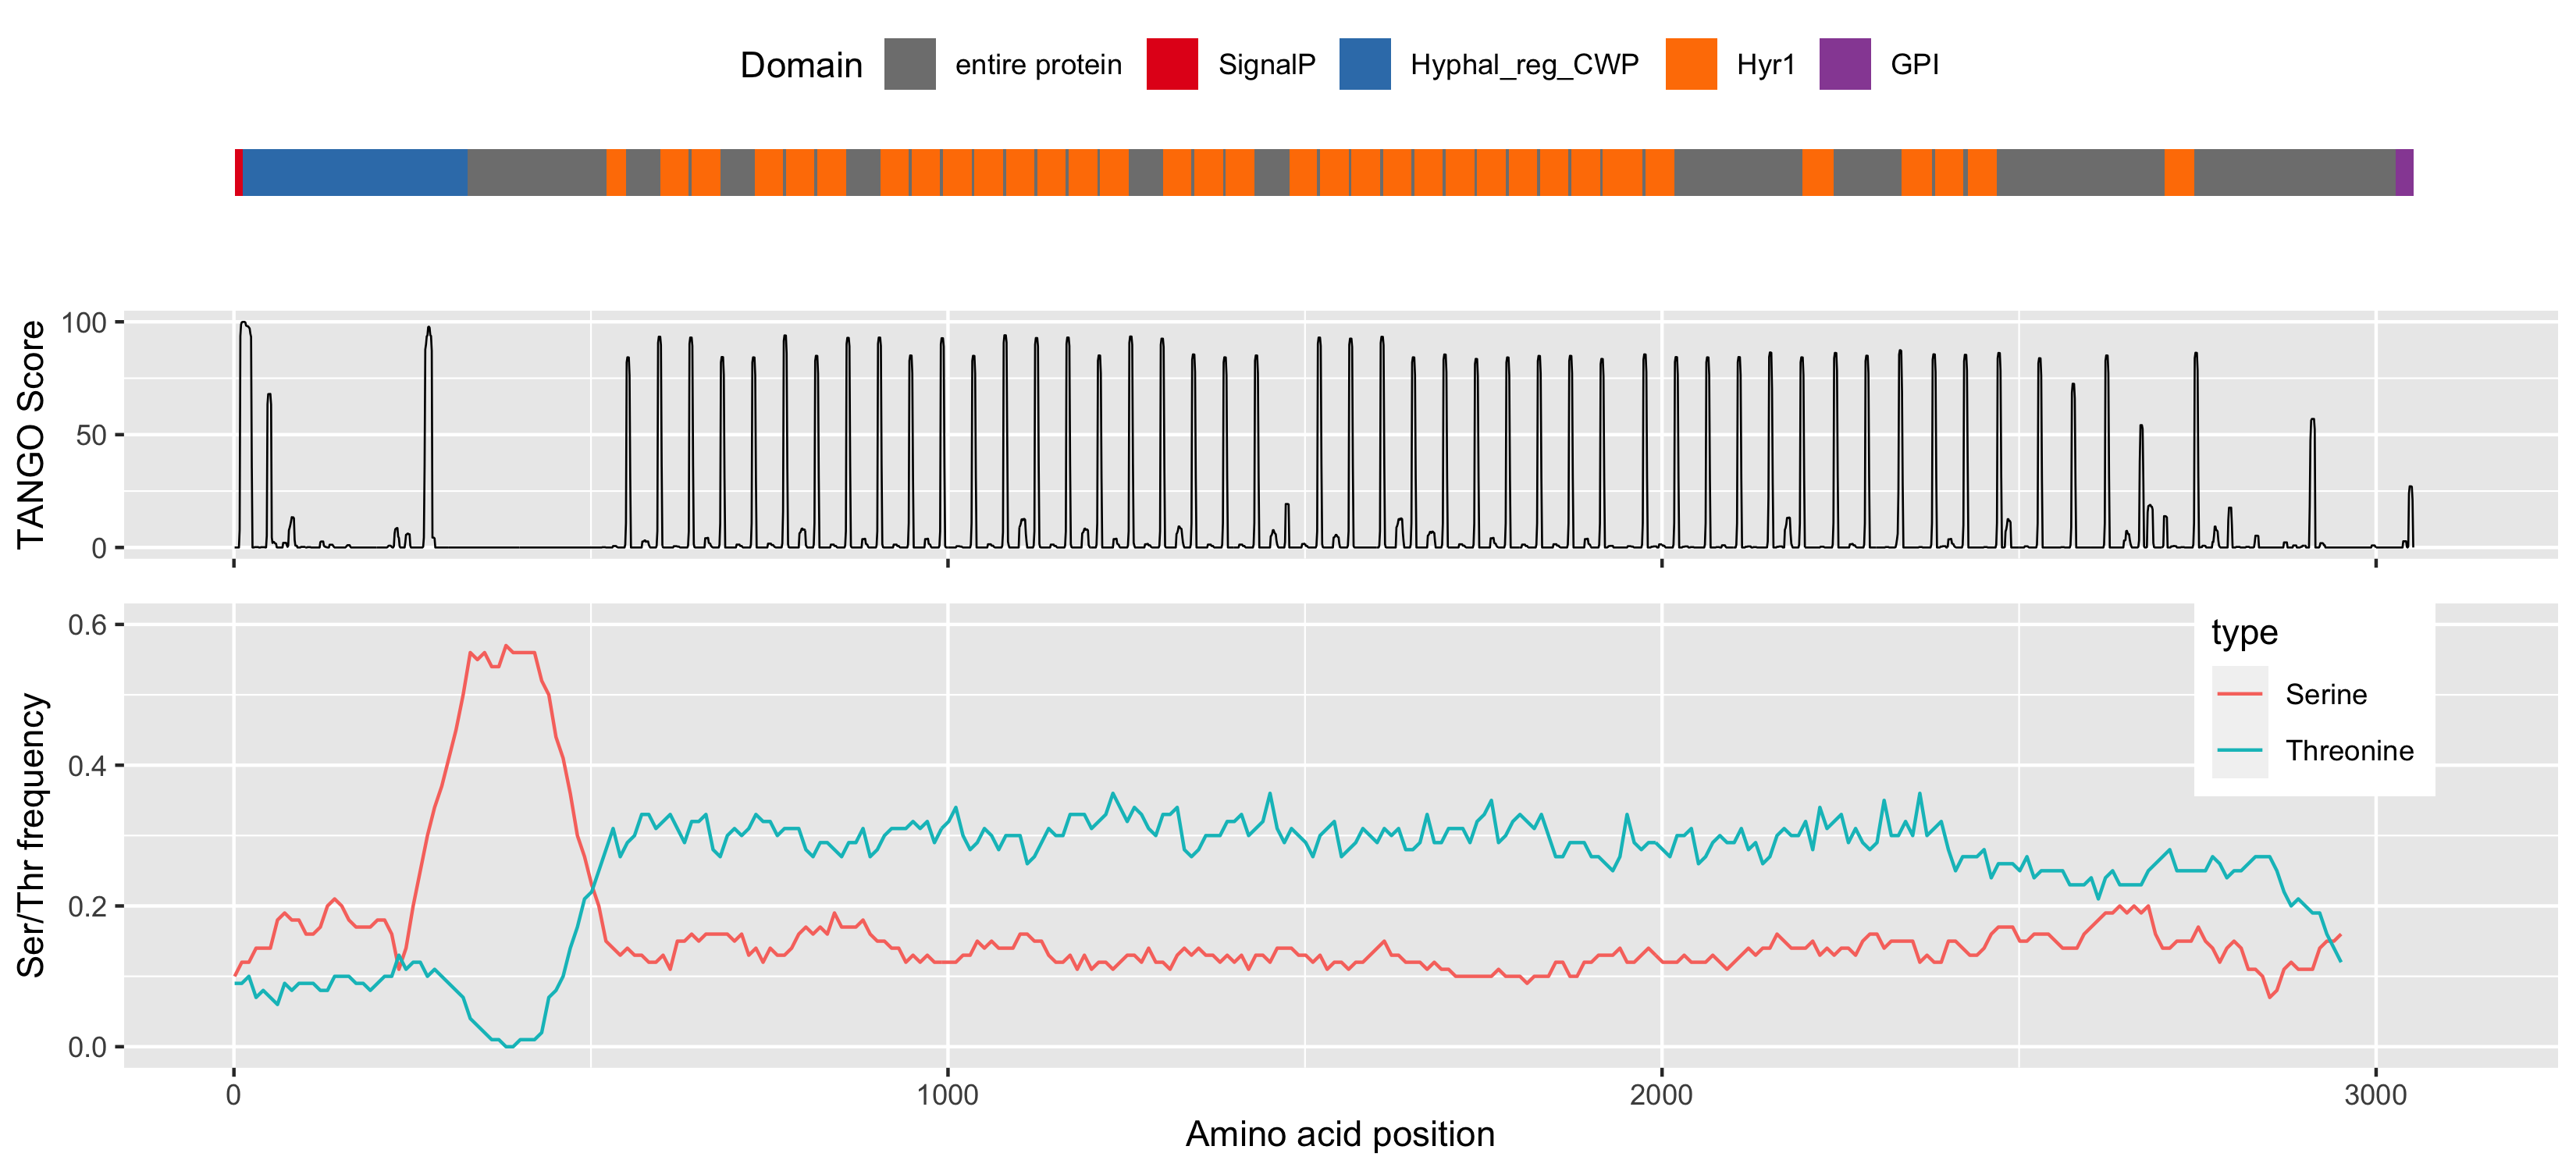 Domain entire protein SignalP Hyphal_reg_CWP Hyr1 GPI
TANGO Score
100
50
0
Ser/Thr frequency
0.6
0.4
0.2
0.0
type
Serine
Threonine
0 1000 2000 3000
Amino acid position